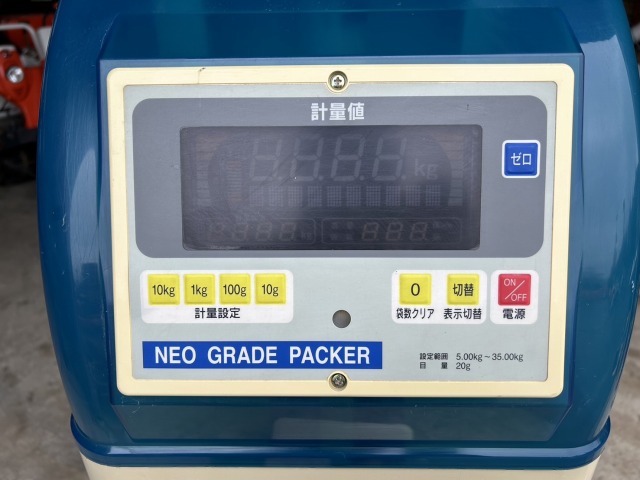 計量値
kg
ゼロ
10kg 1kg 100g 10g
計量設定
0 切替 ON/OFF
袋数クリア 表示切替 電源
NEO GRADE PACKER
設定範囲 5.00kg～35.00kg
目量 20g